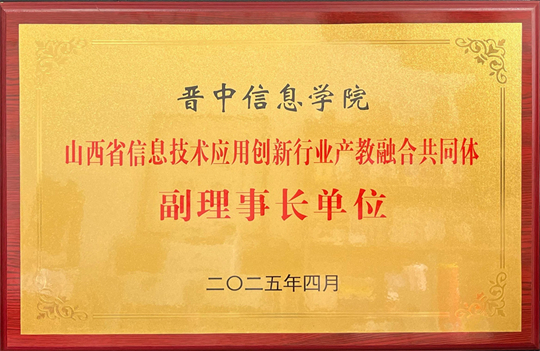 晋中信息学院
山西省信息技术应用创新行业产教融合共同体
副理事长单位
二〇二五年四月